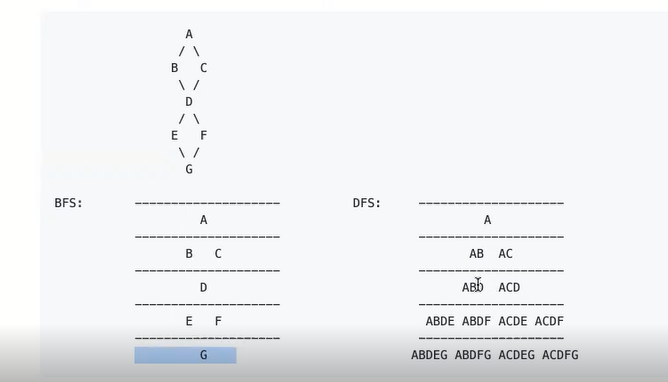 A
/ \
B C
\ /
D
/ \
E F
\ /
G
BFS: -------------------- DFS: --------------------
A A
-------------------- --------------------
B C AB AC
-------------------- --------------------
D ABD ACD
-------------------- --------------------
E F ABDE ABDF ACDE ACDF
-------------------- --------------------
G ABDEG ABDFG ACDEG ACDFG